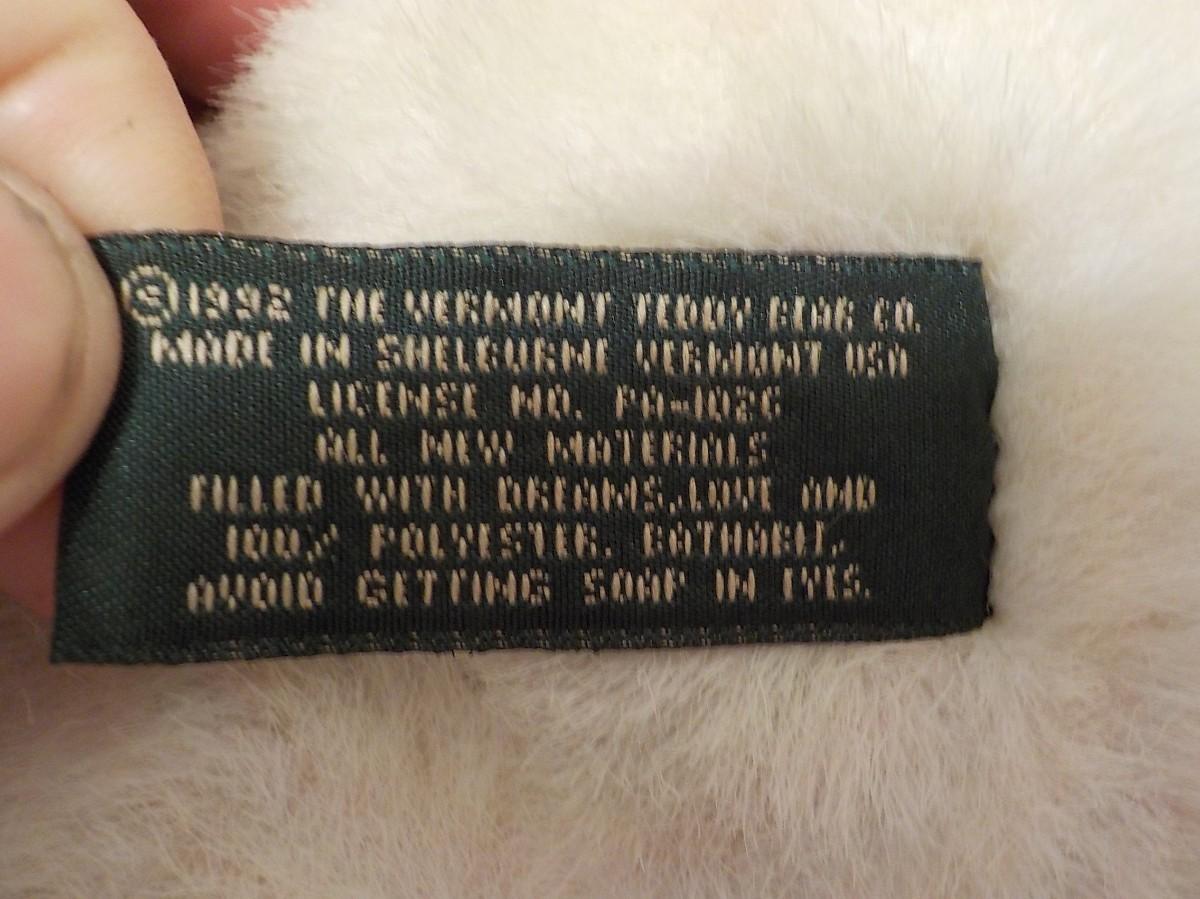 ©1992 THE VERMONT TEDDY BEAR CO.
MADE IN SHELBURNE VERMONT USA
LICENSE NO. PA-1026
ALL NEW MATERIALS
FILLED WITH DREAMS,LOVE AND
100% POLYESTER. BATHABLE,
AVOID GETTING SOAP IN EYES.